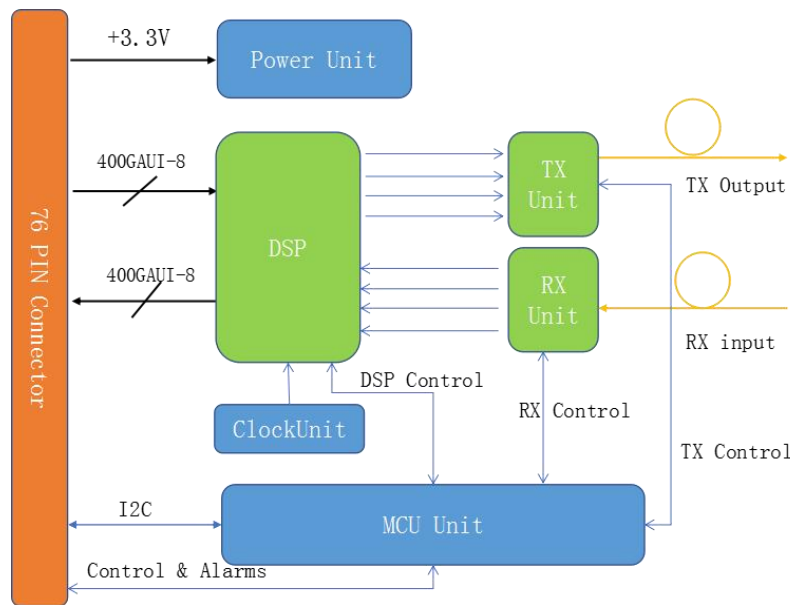 +3.3V
Power Unit
400GAUI-8
DSP
TX
Unit
TX Output
400GAUI-8
RX
Unit
RX input
76 PIN Connector
DSP Control
RX Control
ClockUnit
TX Control
I2C
MCU Unit
Control & Alarms